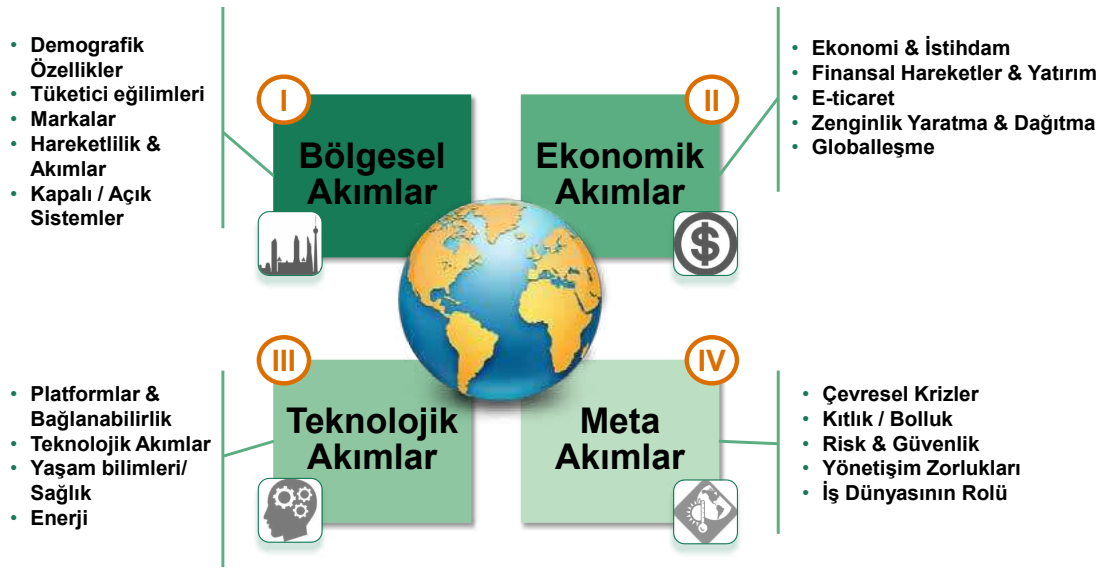 • Demografik
Özellikler
• Tüketici eğilimleri
• Markalar
• Hareketlilik &
Akımlar
• Kapalı / Açık
Sistemler
I
Bölgesel
Akımlar
II
Ekonomik
Akımlar
$
• Ekonomi & İstihdam
• Finansal Hareketler & Yatırım
• E-ticaret
• Zenginlik Yaratma & Dağıtma
• Globalleşme
• Platformlar &
Bağlanabilirlik
• Teknolojik Akımlar
• Yaşam bilimleri/
Sağlık
• Enerji
III
Teknolojik
Akımlar
IV
Meta
Akımlar
• Çevresel Krizler
• Kıtlık / Bolluk
• Risk & Güvenlik
• Yönetişim Zorlukları
• İş Dünyasının Rolü